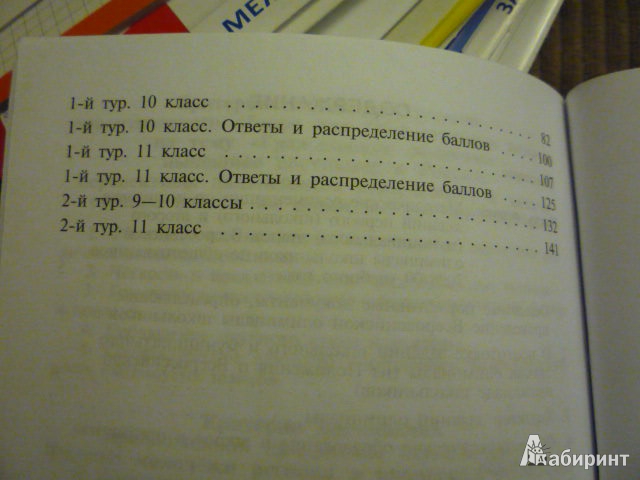 МЕХ
ЗА
1-й тур. 10 класс . . . . . . . . . . . . . . . . . . . . . . . 82
1-й тур. 10 класс. Ответы и распределение баллов . . . . 100
1-й тур. 11 класс . . . . . . . . . . . . . . . . . . . . . . . 107
1-й тур. 11 класс. Ответы и распределение баллов . . . . 125
2-й тур. 9—10 классы . . . . . . . . . . . . . . . . . . . . . 132
2-й тур. 11 класс . . . . . . . . . . . . . . . . . . . . . . . 141
Лабиринт